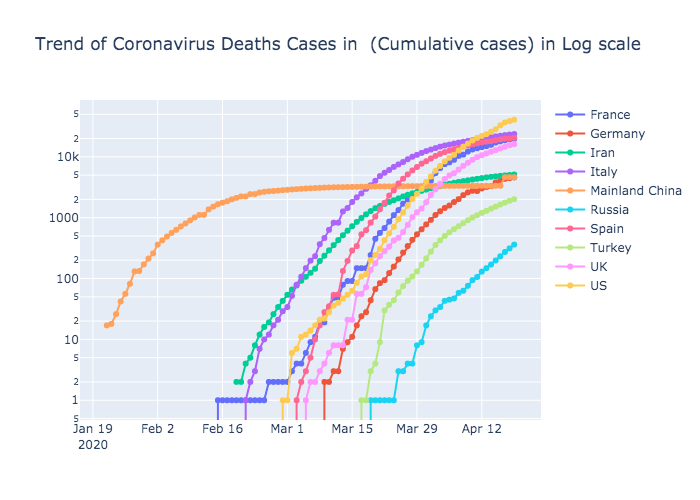 Trend of Coronavirus Deaths Cases in  (Cumulative cases) in Log scale
5
2
10k
5
2
1000
5
2
100
5
2
10
5
2
1
5
Jan 19
2020
Feb 2
Feb 16
Mar 1
Mar 15
Mar 29
Apr 12
France
Germany
Iran
Italy
Mainland China
Russia
Spain
Turkey
UK
US